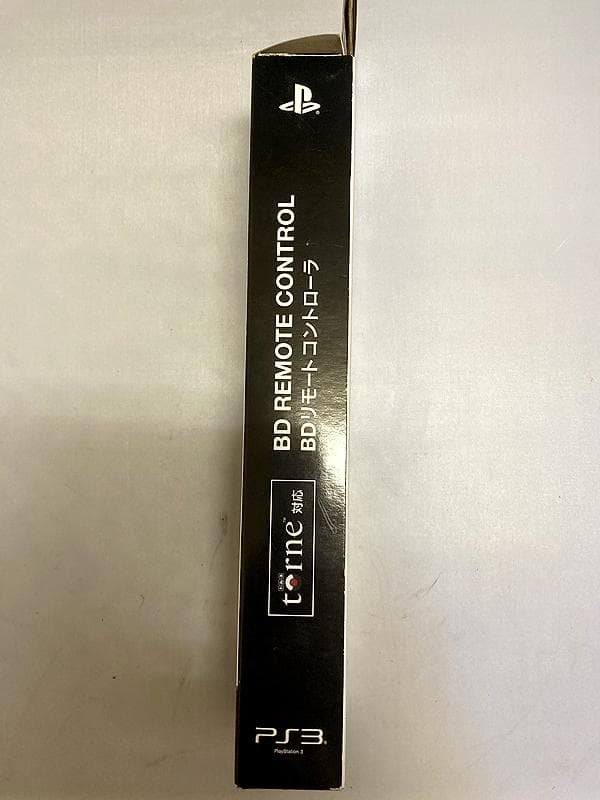 BD REMOTE CONTROL
BDリモートコントローラ
torne™ 対応
PS3®
PlayStation 3